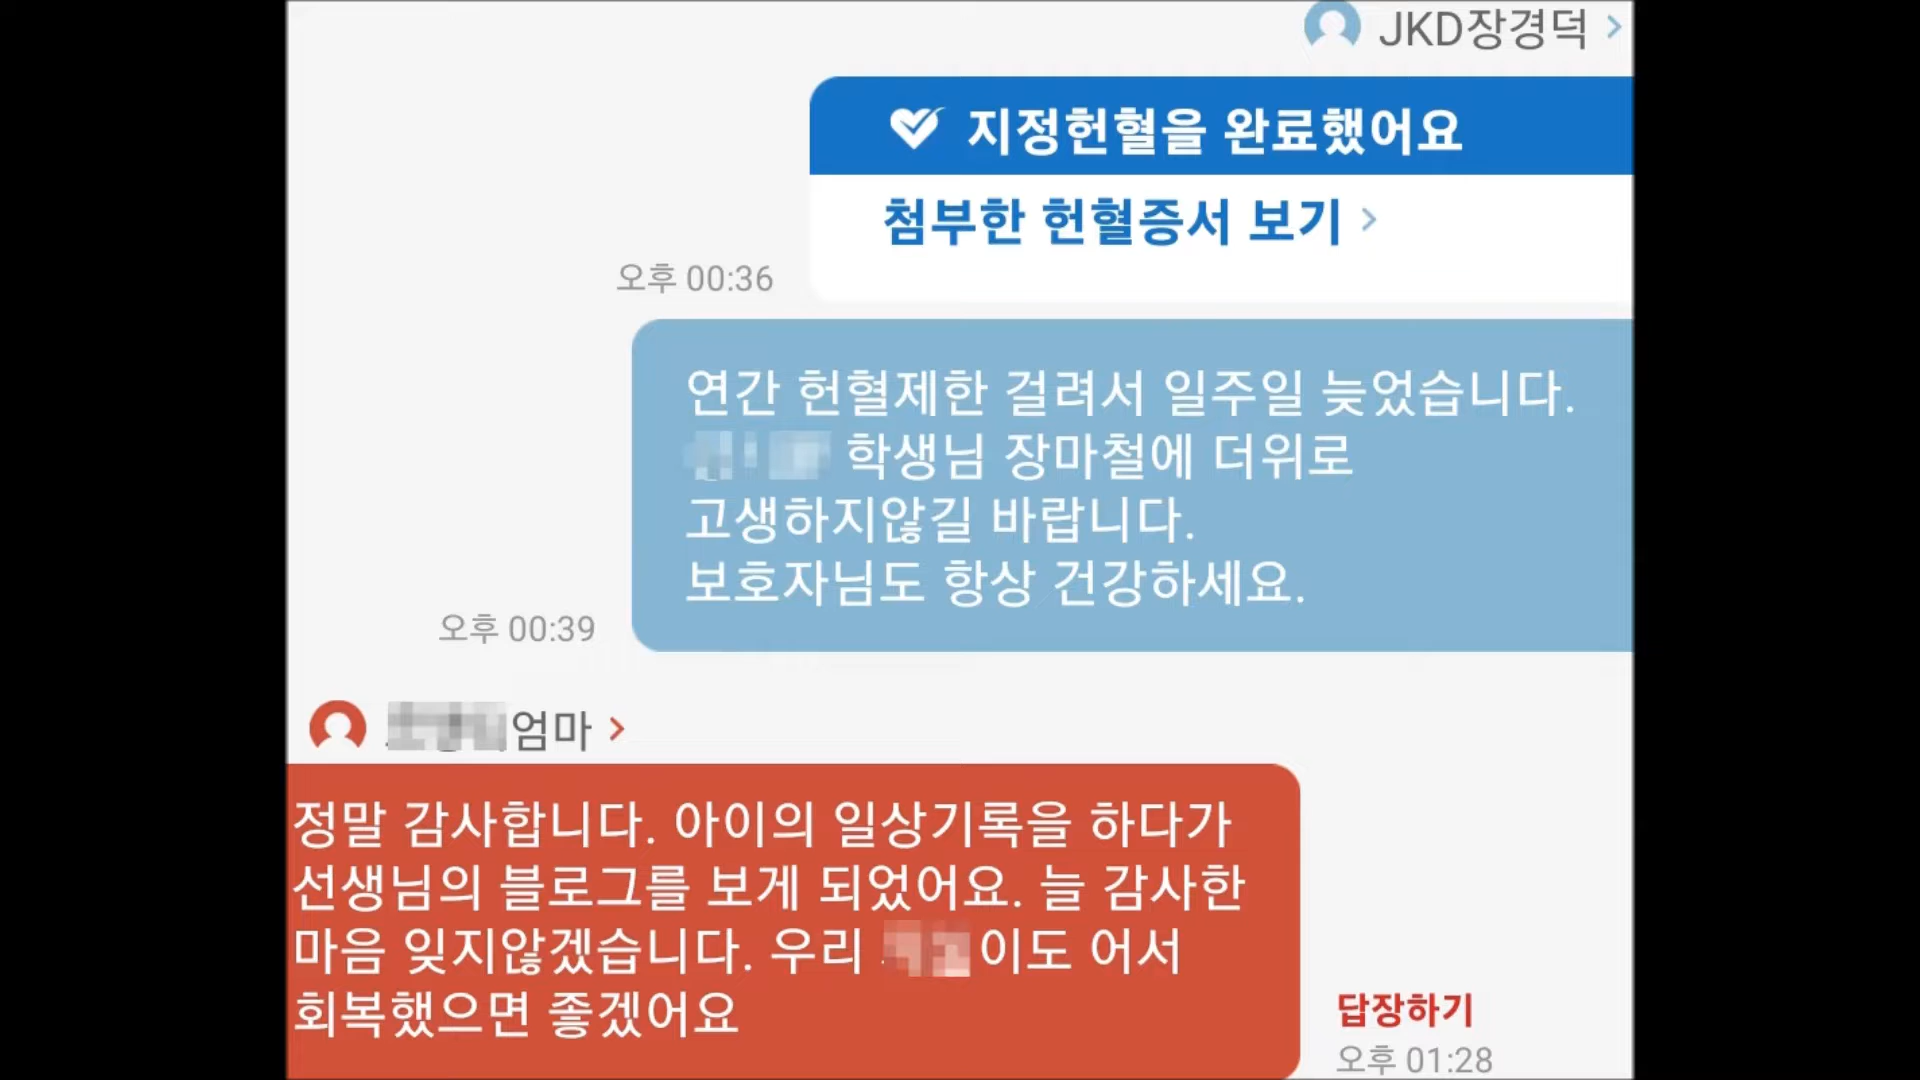 JKD장경덕
지정헌혈을 완료했어요
첨부한 헌혈증서 보기
오후 00:36
연간 헌혈제한 걸려서 일주일 늦었습니다.
학생님 장마철에 더위로
고생하지않길 바랍니다.
보호자님도 항상 건강하세요.
오후 00:39
엄마
정말 감사합니다. 아이의 일상기록을 하다가
선생님의 블로그를 보게 되었어요. 늘 감사한
마음 잊지않겠습니다. 우리 이도 어서
회복했으면 좋겠어요
답장하기
오후 01:28